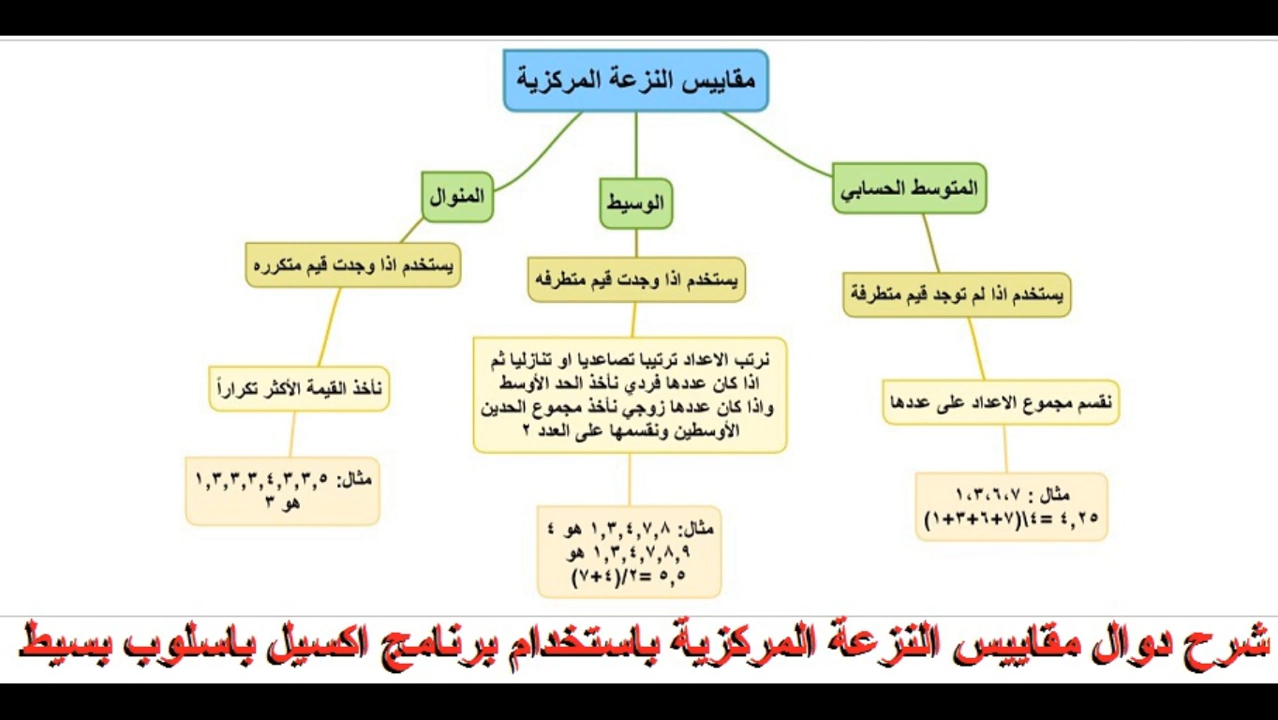 مقاييس النزعة المركزية
المتوسط الحسابي
يستخدم اذا لم توجد قيم متطرفة
نقسم مجموع الاعداد على عددها
مثال : ١،٣،٦،٧
(١+٣+٦+٧)\٤= ٤,٢٥
الوسيط
يستخدم اذا وجدت قيم متطرفه
نرتب الاعداد ترتيبا تصاعديا او تنازليا ثم
اذا كان عددها فردي نأخذ الحد الأوسط
واذا كان عددها زوجي نأخذ مجموع الحدين
الأوسطين ونقسمها على العدد ٢
مثال: ١,٣,٤,٧,٨ هو ٤
١,٣,٤,٧,٨,٩ هو
(٧+٤)/٢= ٥,٥
المنوال
يستخدم اذا وجدت قيم متكرره
نأخذ القيمة الأكثر تكراراً
مثال: ١,٣,٣,٣,٤,٣,٣,٥
هو ٣
شرح دوال مقاييس النزعة المركزية باستخدام برنامج اكسيل باسلوب بسيط